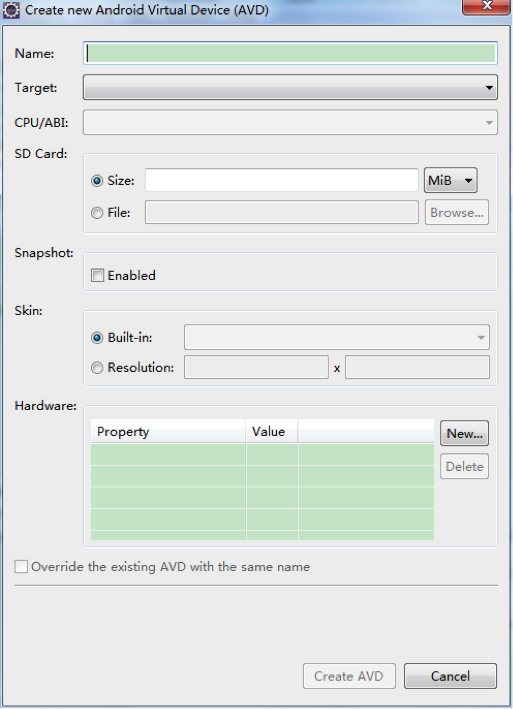 Create new Android Virtual Device (AVD)
Name:
Target:
CPU/ABI:
SD Card:
Size:
MiB
File:
Browse...
Snapshot:
Enabled
Skin:
Built-in:
Resolution:
x
Hardware:
Property Value
New...
Delete
Override the existing AVD with the same name
Create AVD Cancel